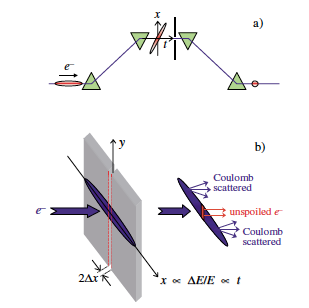 x
a)
t
e-
y
b)
Coulomb
scattered
e-
unspoiled e-
Coulomb
scattered
2Δx
x ∝ ΔE/E ∝ t